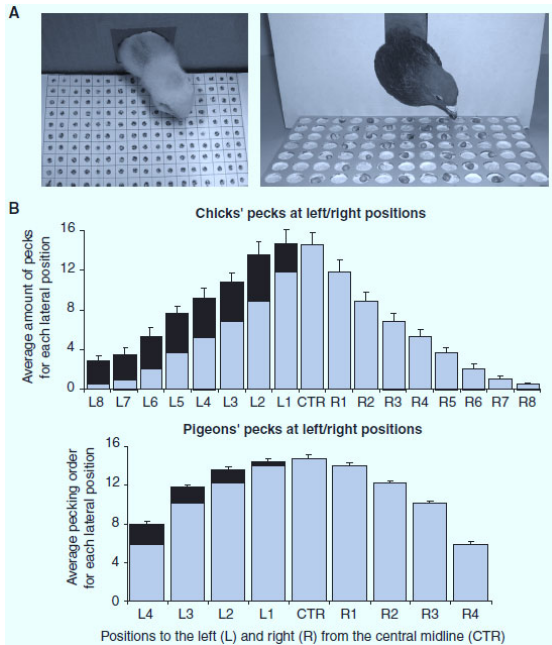 A
B
Chicks' pecks at left/right positions
Average amount of pecks
for each lateral position
16
12
8
4
0
L8 L7 L6 L5 L4 L3 L2 L1 CTR R1 R2 R3 R4 R5 R6 R7 R8
Pigeons' pecks at left/right positions
Average pecking order
for each lateral position
16
12
8
4
0
L4 L3 L2 L1 CTR R1 R2 R3 R4
Positions to the left (L) and right (R) from the central midline (CTR)